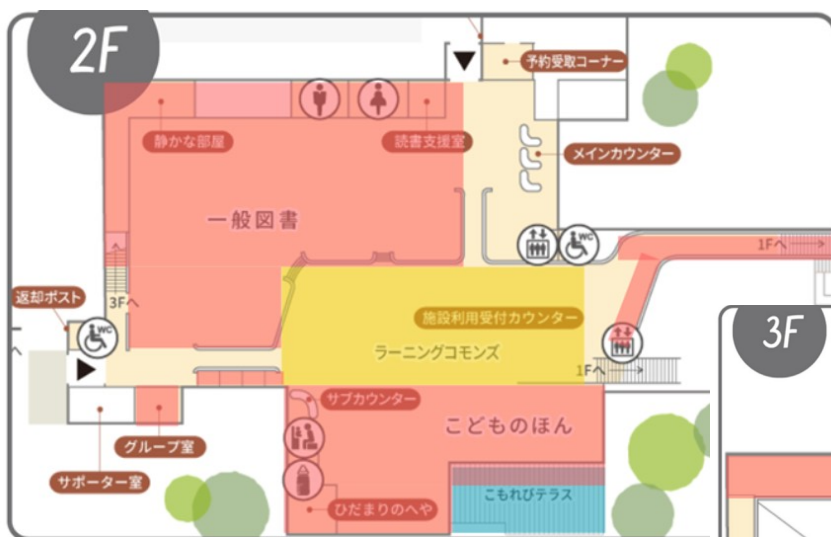 2F
予約受取コーナー
静かな部屋
読書支援室
メインカウンター
一般図書
WC
1Fへ
返却ポスト
3Fへ
WC
施設利用受付カウンター
ラーニングコモンズ
1Fへ
3F
サブカウンター
こどものほん
グループ室
サポーター室
ひだまりのへや
こもれびテラス